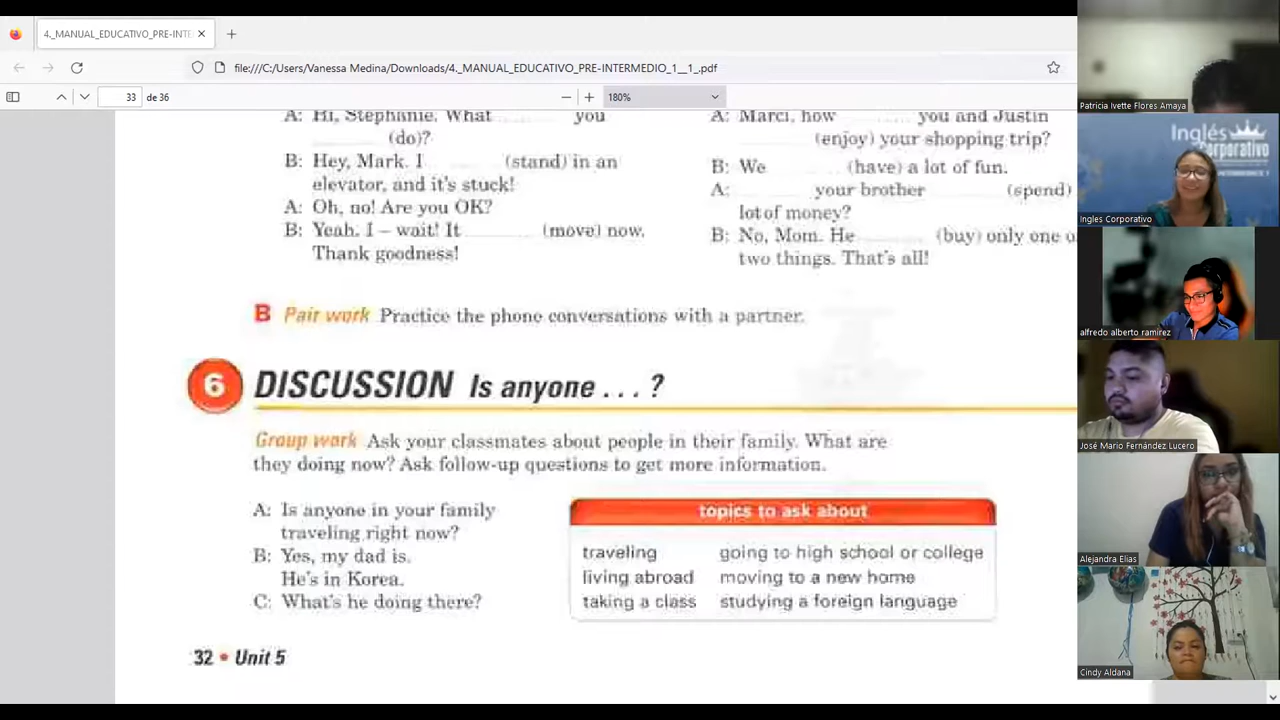 4._MANUAL_EDUCATIVO_PRE-INTE
file:///C:/Users/Vanessa Medina/Downloads/4._MANUAL_EDUCATIVO_PRE-INTERMEDIO_1__1_.pdf
33 de 36
180%
A: Hi, Stephanie. What you
(do)?
B: Hey, Mark. I (stand) in an
elevator, and it's stuck!
A: Oh, no! Are you OK?
B: Yeah. I – wait! It (move) now.
Thank goodness!
A: Marci, how you and Justin
(enjoy) your shopping trip?
B: We (have) a lot of fun.
A: your brother (spend)
lot of money?
B: No, Mom. He (buy) only one o
two things. That's all!
B Pair work Practice the phone conversations with a partner.
6 DISCUSSION Is anyone . . . ?
Group work Ask your classmates about people in their family. What are
they doing now? Ask follow-up questions to get more information.
A: Is anyone in your family
traveling right now?
B: Yes, my dad is.
He's in Korea.
C: What's he doing there?
topics to ask about
traveling going to high school or college
living abroad moving to a new home
taking a class studying a foreign language
32 • Unit 5
Patricia Ivette Flores Amaya
Inglés
Corporativo
Ingles Corporativo
alfredo alberto ramirez
José Mario Fernández Lucero
Alejandra Elias
Cindy Aldana